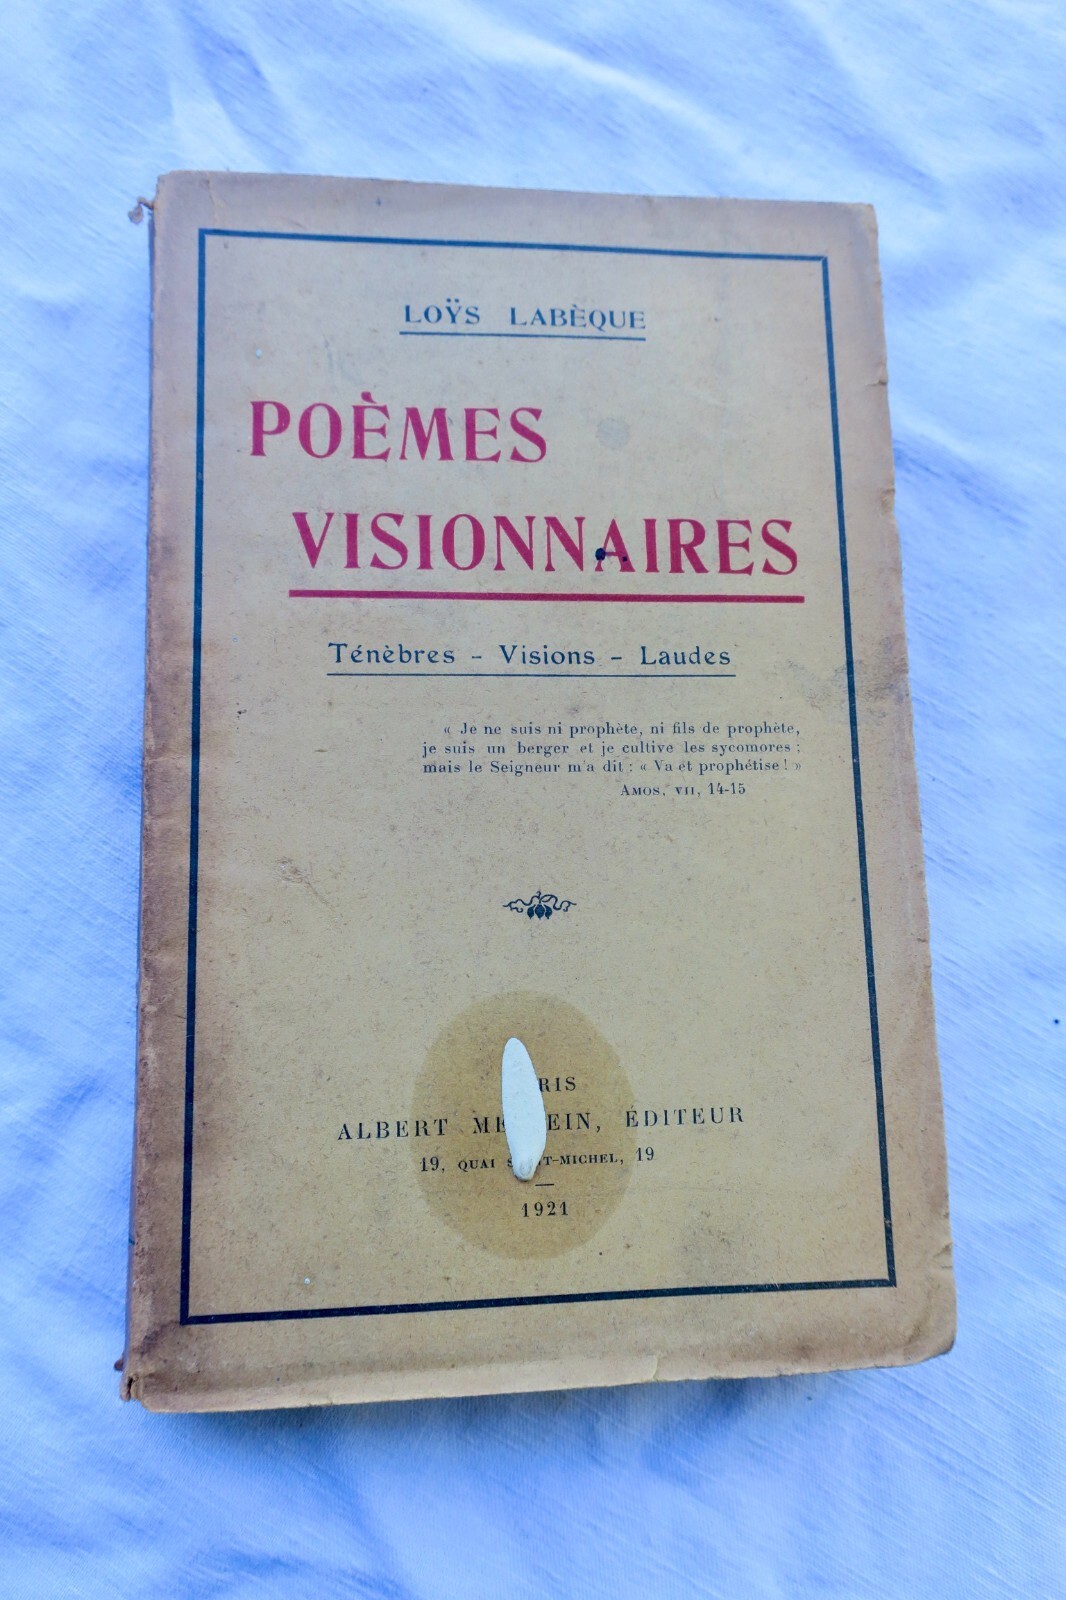 LOŸS LABÈQUE
POÈMES
VISIONNAIRES
Ténèbres - Visions - Laudes
« Je ne suis ni prophète, ni fils de prophète,
je suis un berger et je cultive les sycomores ;
mais le Seigneur m'a dit : « Va et prophétise ! »
AMOS, VII, 14-15
ALBERT ÉDITEUR
19, QUAI 19
1921